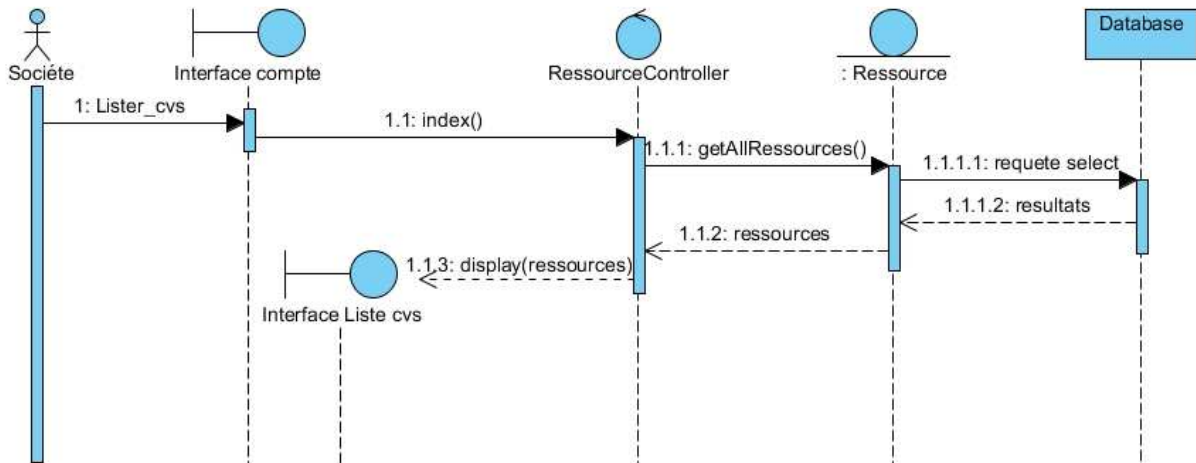 Database
Sociéte
Interface compte
RessourceController
: Ressource
1: Lister_cvs
1.1: index()
1.1.1: getAllRessources()
1.1.1.1: requete select
1.1.1.2: resultats
1.1.2: ressources
1.1.3: display(ressources)
Interface Liste cvs